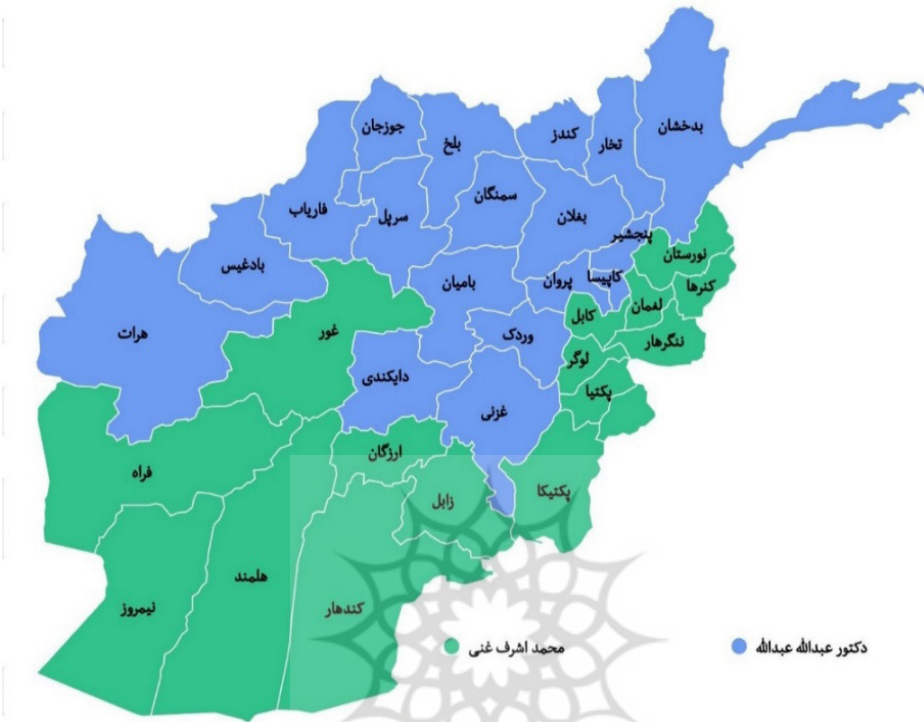 بدخشان
جوزجان
بلخ
کندز
تخار
سمنگان
فاریاب
سرپل
بغلان
پنجشیر
نورستان
بادغیس
بامیان
پروان
کاپیسا
کنرها
لغمان
کابل
غور
وردک
هرات
ننگرهار
لوگر
دایکندی
پکتیا
غزنی
ارزگان
فراه
زابل
پکتیکا
هلمند
کندهار
نیمروز
دکتور عبدالله عبدالله
محمد اشرف غنی